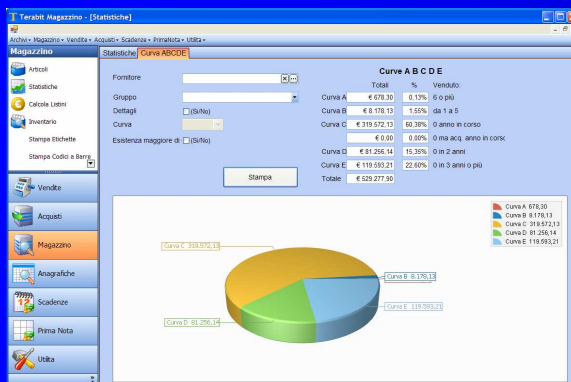 Terabit Magazzino - [Statistiche]
Archivi Magazzino Vendite Acquisti Scadenze PrimaNota Utilita
Magazzino
Statistiche Curva ABCDE
Articoli
Statistiche
Calcola Listini
Inventario
Stampa Etichette
Stampa Codici a Barre
Vendite
Acquisti
Magazzino
Anagrafiche
Scadenze
Prima Nota
Utilita
Fornitore
Gruppo
Dettagli (Si/No)
Curva
Esistenza maggiore di (Si/No)
Stampa
Curve A B C D E
Totali % Venduto:
Curva A € 678,30 0,13% 6 o più
Curva B € 8.178,13 1,55% da 1 a 5
Curva C € 319.572,13 60,38% 0 anno in corso
€ 0,00 0,00% 0 ma acq. anno in corsc
Curva D € 81.256,14 15,35% 0 in 2 anni
Curva E € 119.593,21 22,60% 0 in 3 anni o più
Totale € 529.277,90
Curva A 678,30
Curva B 8.178,13
Curva C 319.572,13
Curva D 81.256,14
Curva E 119.593,21
Curva C 319.572,13
Curva B 8.178,13
Curva E 119.593,21
Curva D 81.256,14